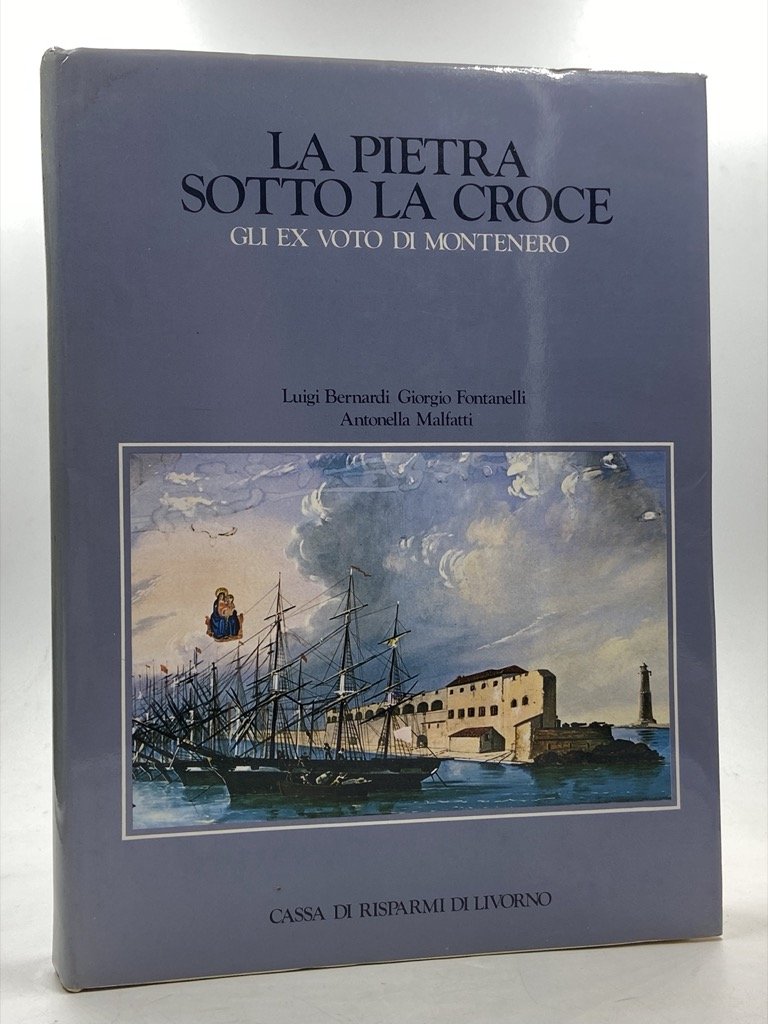 LA PIETRA
SOTTO LA CROCE
GLI EX VOTO DI MONTENERO
Luigi Bernardi Giorgio Fontanelli
Antonella Malfatti
CASSA DI RISPARMI DI LIVORNO